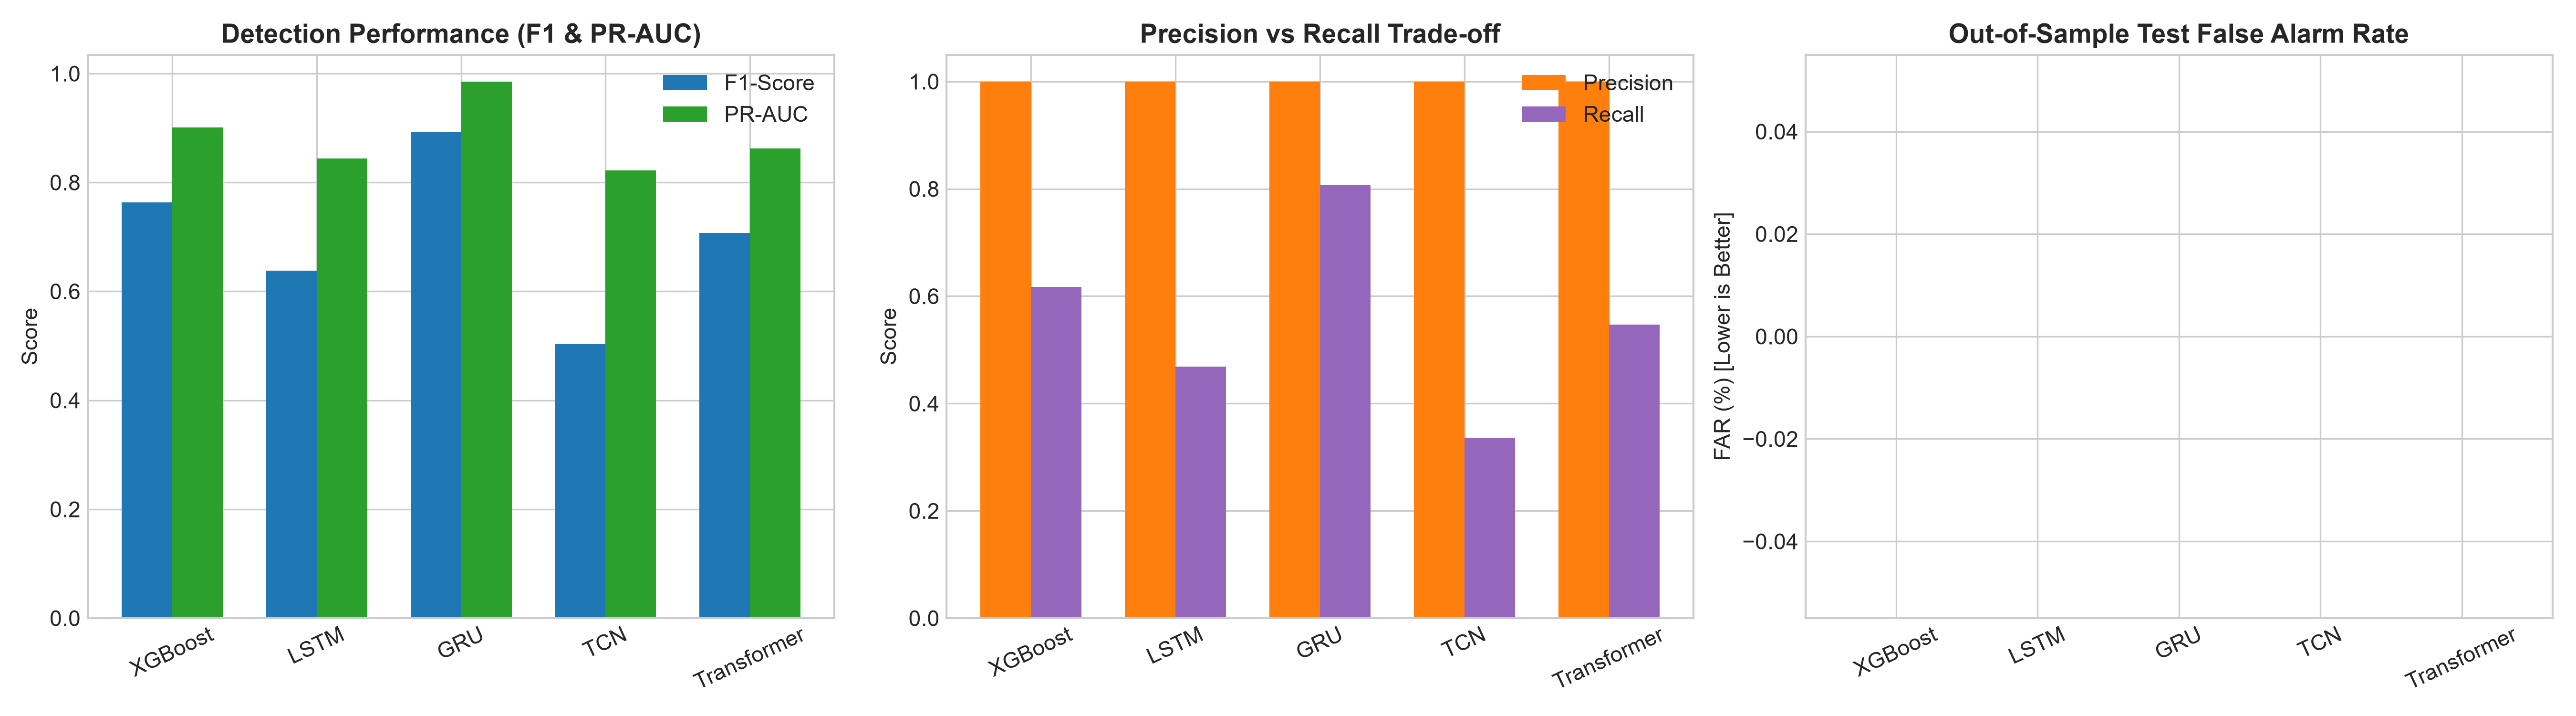 Detection Performance (F1 & PR-AUC)
1.0
0.8
0.6
0.4
0.2
0.0
Score
F1-Score
PR-AUC
XGBoost
LSTM
GRU
TCN
Transformer
Precision vs Recall Trade-off
1.0
0.8
0.6
0.4
0.2
0.0
Score
Precision
Recall
XGBoost
LSTM
GRU
TCN
Transformer
Out-of-Sample Test False Alarm Rate
0.04
0.02
0.00
−0.02
−0.04
FAR (%) [Lower is Better]
XGBoost
LSTM
GRU
TCN
Transformer